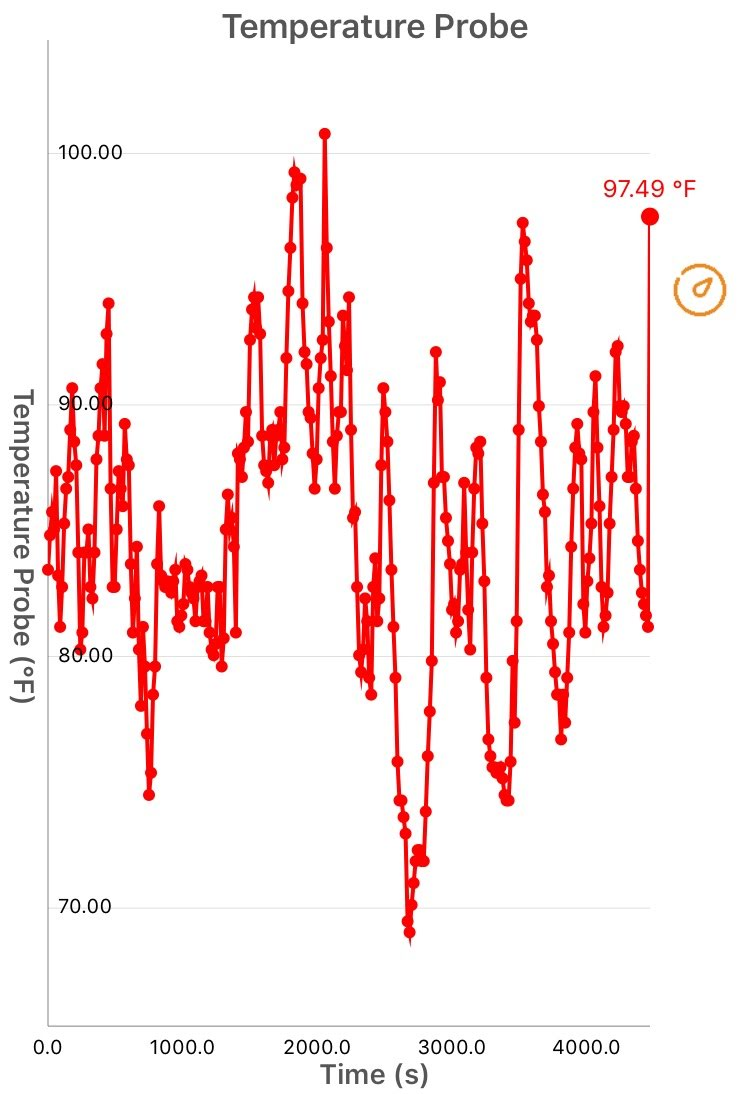 Temperature Probe
100.00
97.49 °F
90.00
Temperature Probe (°F)
80.00
70.00
0.0 1000.0 2000.0 3000.0 4000.0
Time (s)